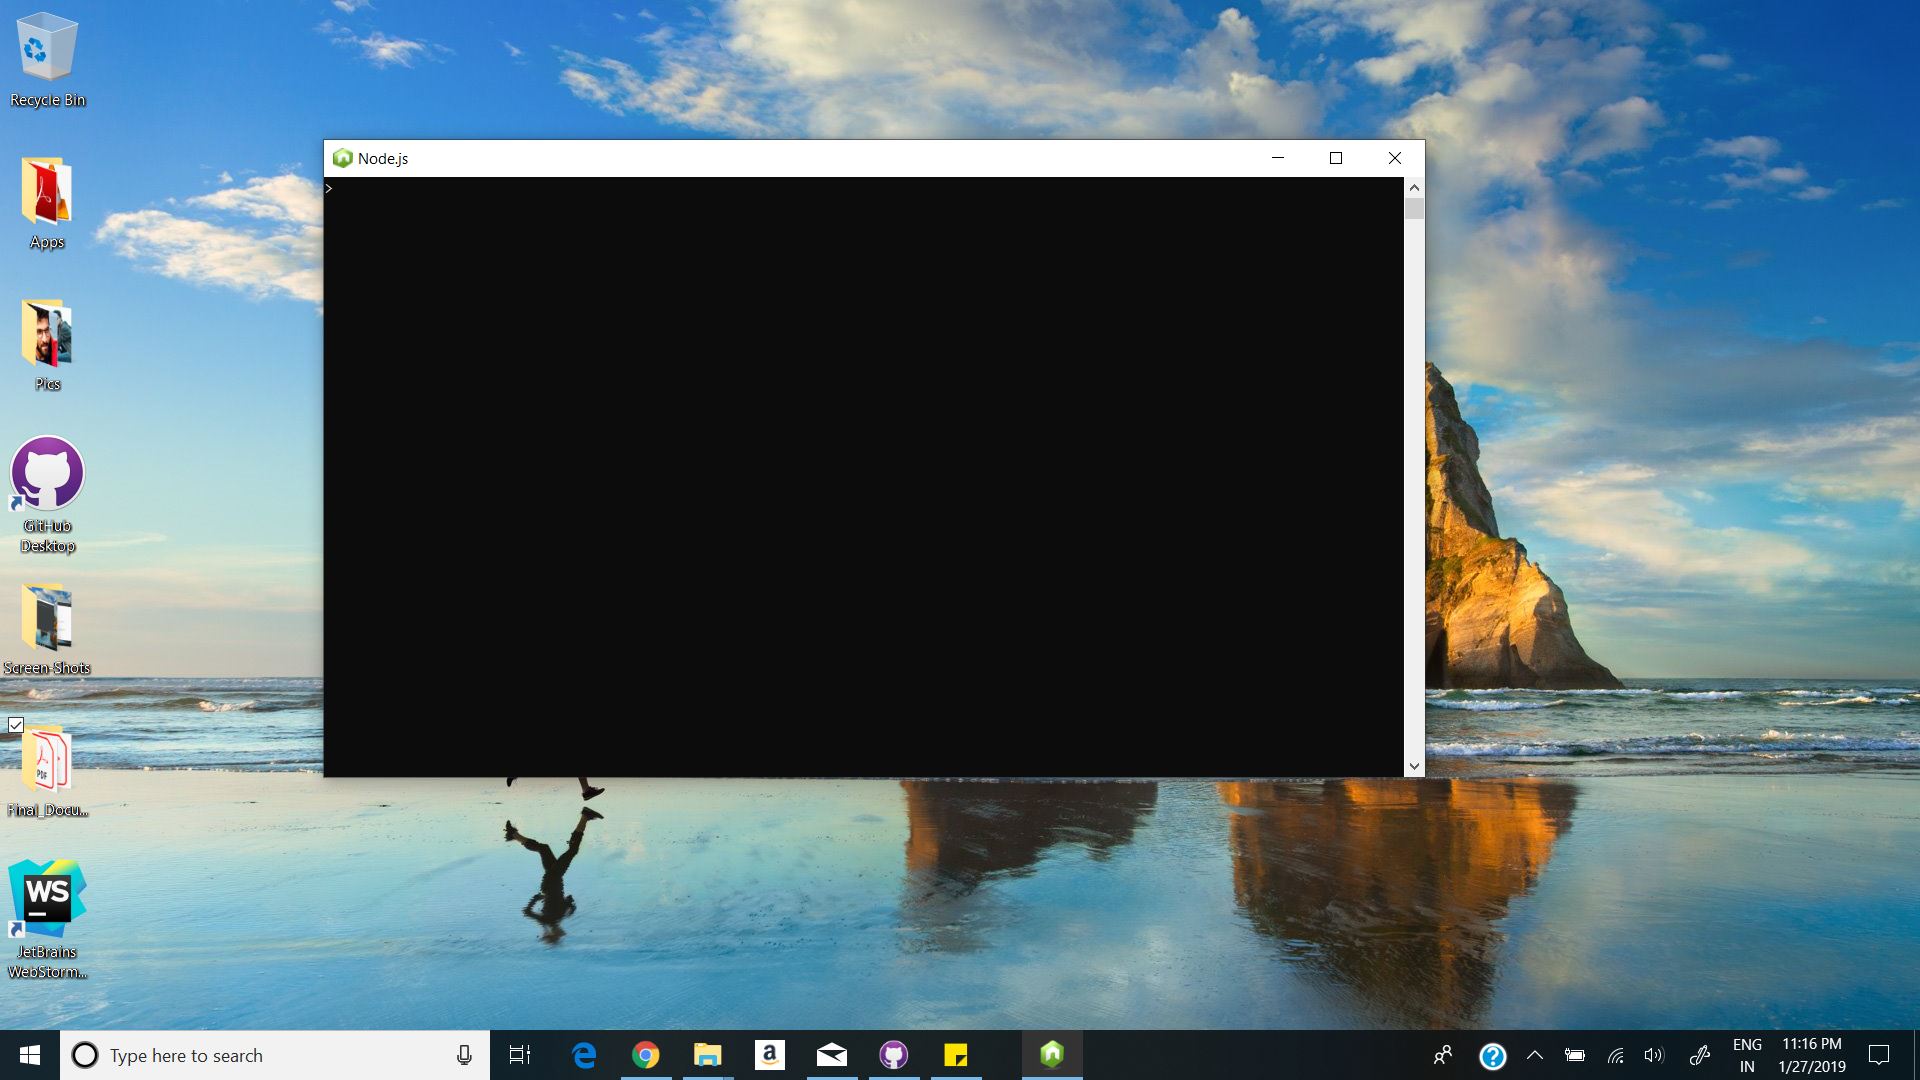 Recycle Bin
Apps
Pics
GitHub
Desktop
Screen-Shots
PDF
Final_Docu...
WS
JetBrains
WebStorm...
Node.js
>
Type here to search
a
ENG
IN
11:16 PM
1/27/2019